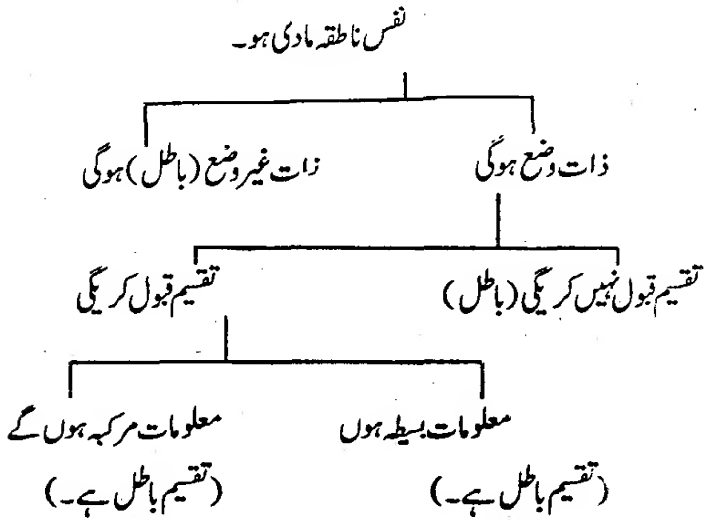 نفس ناطقہ مادی ہو۔
ذات وضع ہوگی
ذات غیر وضع (باطل) ہوگی
تقسیم قبول نہیں کریگی (باطل)
تقسیم قبول کریگی
معلومات بسیطہ ہوں
معلومات مرکبہ ہوں گے
(تقسیم باطل ہے۔)
(تقسیم باطل ہے۔)